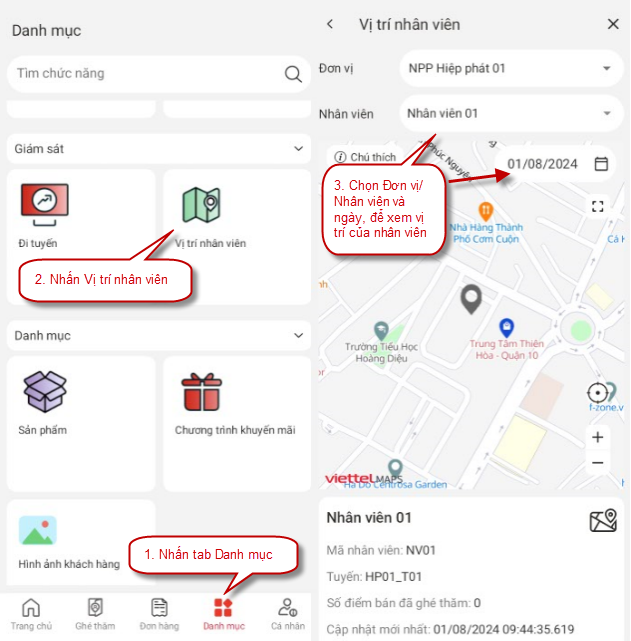 Danh mục
Tìm chức năng
Giám sát
Đi tuyến
Vị trí nhân viên
2. Nhấn Vị trí nhân viên
Danh mục
Sản phẩm
Chương trình khuyến mãi
Hình ảnh khách hàng
1. Nhấn tab Danh mục
Trang chủ
Ghé thăm
Đơn hàng
Danh mục
Cá nhân
Vị trí nhân viên
Đơn vị
NPP Hiệp phát 01
Nhân viên
Nhân viên 01
Chú thích
Phúc Nguyên
01/08/2024
3. Chọn Đơn vị/
Nhân viên và
ngày, để xem vị
trí của nhân viên
Nhà Hàng Thành
Phố Cơm Cuộn
Cá H
nh
Trường Tiểu Học
Hoàng Diệu
Trung Tâm Thiên
Hòa - Quận 10
f-zone.v
viettel MAPS
Hà Đô Centrosa Garden
Nhân viên 01
Mã nhân viên: NV01
Tuyến: HP01_T01
Số điểm bán đã ghé thăm: 0
Cập nhật mới nhất: 01/08/2024 09:44:35.619